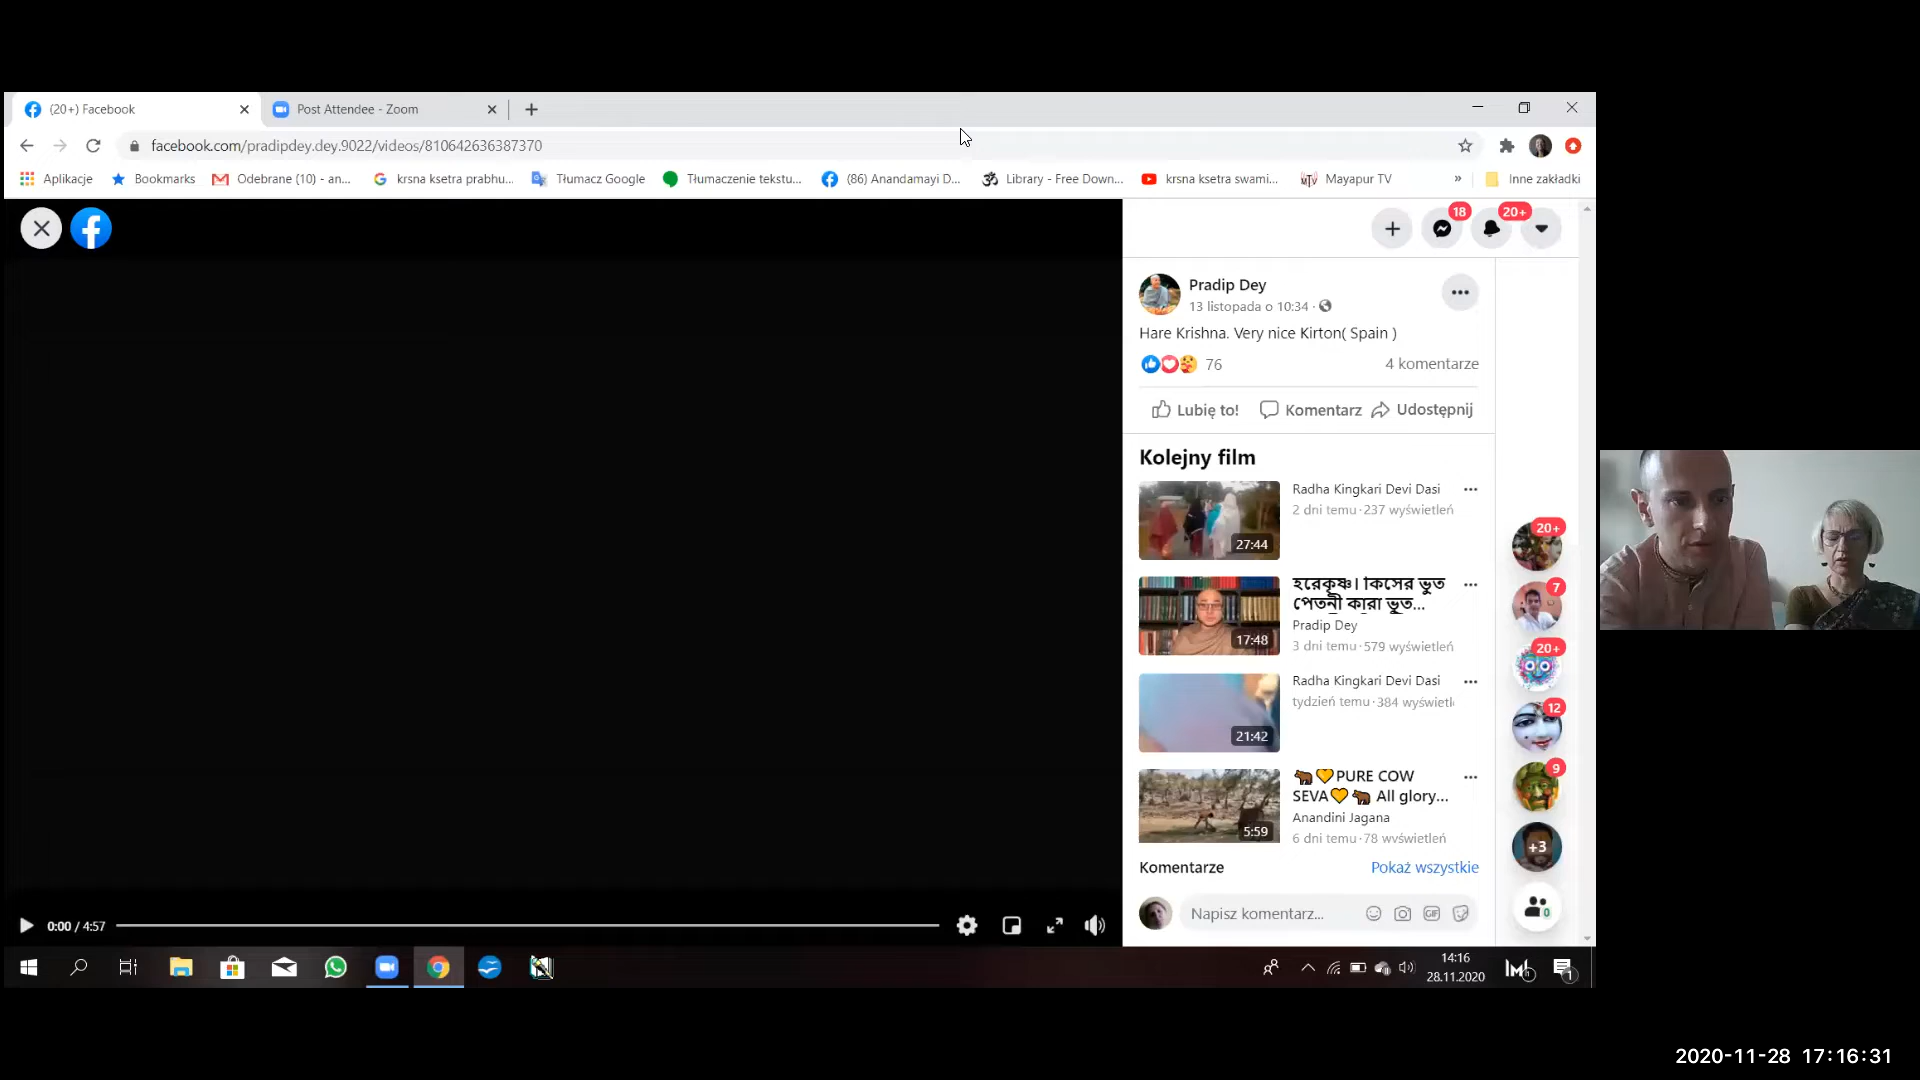 (20+) Facebook
Post Attendee - Zoom
facebook.com/pradipdey.dey.9022/videos/810642636387370
Aplikacje
Bookmarks
Odebrane (10) - an...
krsna ksetra prabhu...
Tłumacz Google
Tłumaczenie tekstu...
(86) Anandamayi D...
Library - Free Down...
krsna ksetra swami...
Mayapur TV
»
Inne zakładki
18
20+
Pradip Dey
13 listopada o 10:34 ·
Hare Krishna. Very nice Kirton( Spain )
76
4 komentarze
Lubię to!
Komentarz
Udostępnij
Kolejny film
Radha Kingkari Devi Dasi
2 dni temu · 237 wyświetleń
27:44
হরেকৃষ্ণ। কিসের ভুত
পেতনী কারা ভুত...
Pradip Dey
3 dni temu · 579 wyświetleń
17:48
Radha Kingkari Devi Dasi
tydzień temu · 384 wyświetl
21:42
🐂💛PURE COW
SEVA💛🐂 All glory...
Anandini Jagana
6 dni temu · 78 wyświetleń
5:59
Komentarze
Pokaż wszystkie
Napisz komentarz...
GIF
20+
7
20+
12
9
+3
0
0:00 / 4:57
14:16
28.11.2020
1
2020-11-28 17:16:31